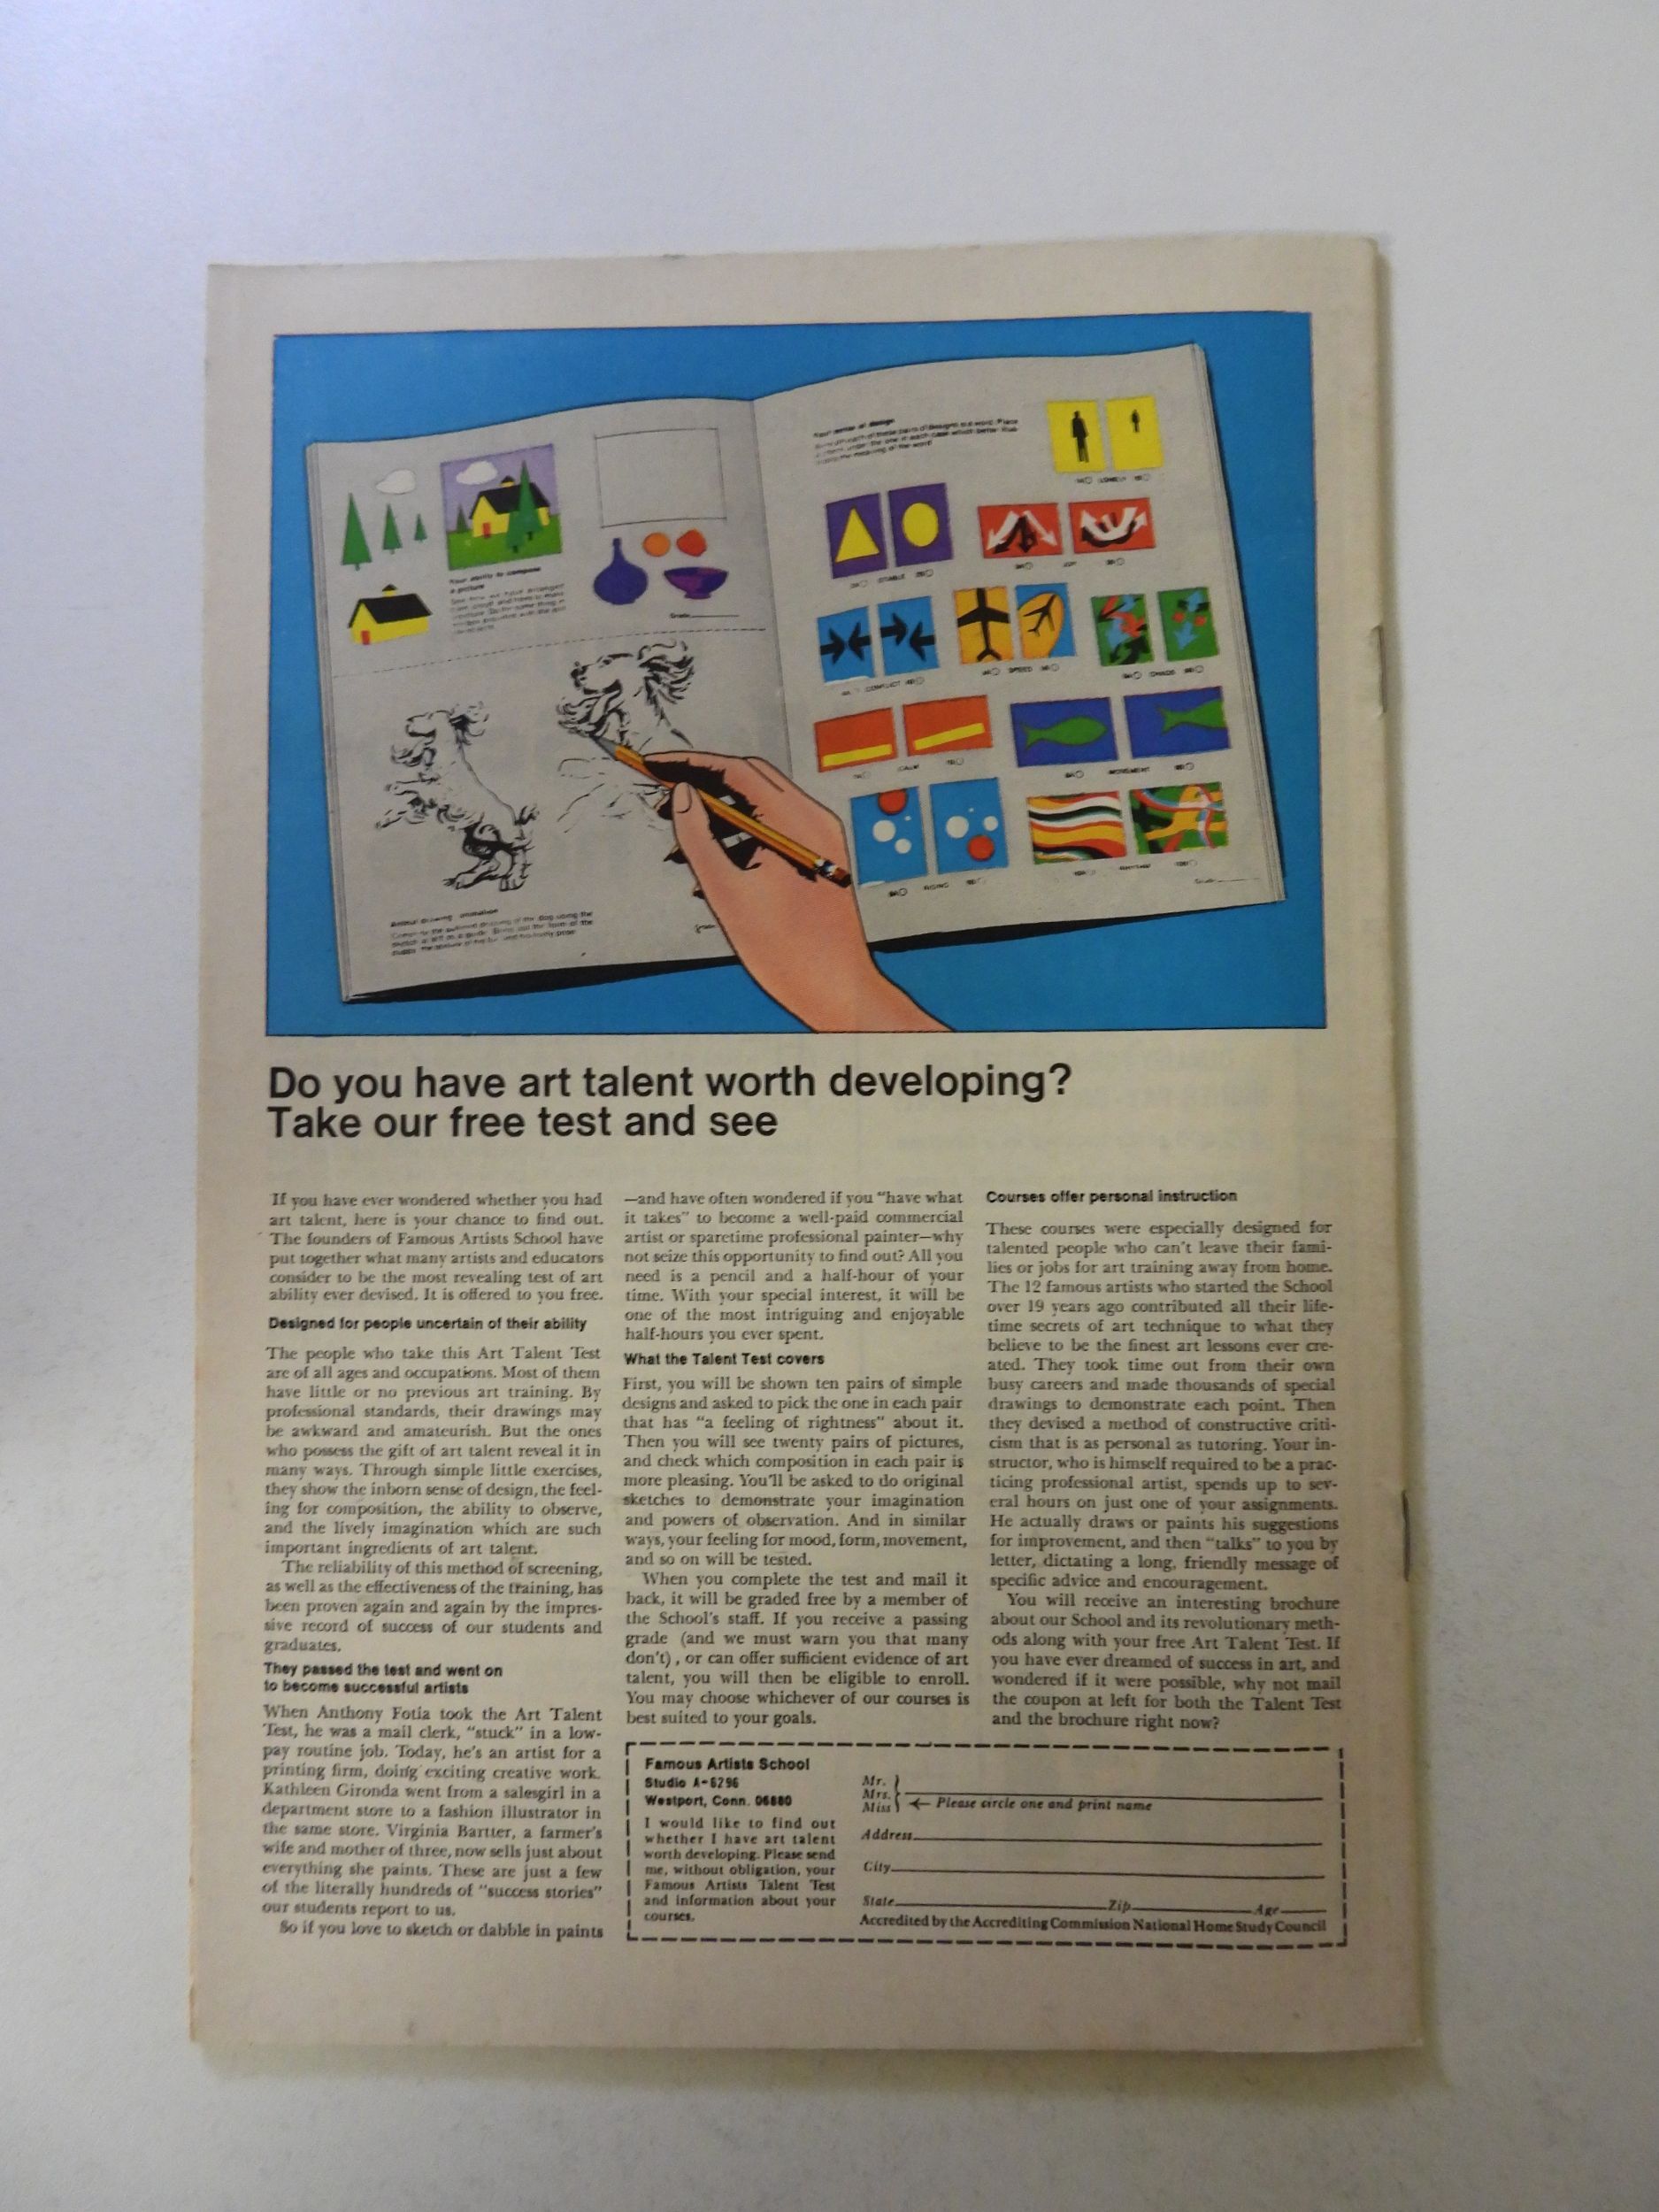 Your sense of design
LONELY
STABLE
JOY
CONFLICT
SPEED
CHAOS
CALM
MOVEMENT
RISING
Your ability to compose
a picture
Grade
Do you have art talent worth developing?
Take our free test and see
If you have ever wondered whether you had
art talent, here is your chance to find out.
The founders of Famous Artists School have
put together what many artists and educators
consider to be the most revealing test of art
ability ever devised. It is offered to you free.
Designed for people uncertain of their ability
The people who take this Art Talent Test
are of all ages and occupations. Most of them
have little or no previous art training. By
professional standards, their drawings may
be awkward and amateurish. But the ones
who possess the gift of art talent reveal it in
many ways. Through simple little exercises,
they show the inborn sense of design, the feel-
ing for composition, the ability to observe,
and the lively imagination which are such
important ingredients of art talent.
The reliability of this method of screening,
as well as the effectiveness of the training, has
been proven again and again by the impres-
sive record of success of our students and
graduates.
They passed the test and went on
to become successful artists
When Anthony Fotia took the Art Talent
Test, he was a mail clerk, "stuck" in a low-
pay routine job. Today, he's an artist for a
printing firm, doing exciting creative work.
Kathleen Gironda went from a salesgirl in a
department store to a fashion illustrator in
the same store. Virginia Bartter, a farmer's
wife and mother of three, now sells just about
everything she paints. These are just a few
of the literally hundreds of "success stories"
our students report to us.
So if you love to sketch or dabble in paints
—and have often wondered if you "have what
it takes" to become a well-paid commercial
artist or sparetime professional painter—why
not seize this opportunity to find out? All you
need is a pencil and a half-hour of your
time. With your special interest, it will be
one of the most intriguing and enjoyable
half-hours you ever spent.
What the Talent Test covers
First, you will be shown ten pairs of simple
designs and asked to pick the one in each pair
that has "a feeling of rightness" about it.
Then you will see twenty pairs of pictures,
and check which composition in each pair is
more pleasing. You'll be asked to do original
sketches to demonstrate your imagination
and powers of observation. And in similar
ways, your feeling for mood, form, movement,
and so on will be tested.
When you complete the test and mail it
back, it will be graded free by a member of
the School's staff. If you receive a passing
grade (and we must warn you that many
don't), or can offer sufficient evidence of art
talent, you will then be eligible to enroll.
You may choose whichever of our courses is
best suited to your goals.
Courses offer personal instruction
These courses were especially designed for
talented people who can't leave their fami-
lies or jobs for art training away from home.
The 12 famous artists who started the School
over 19 years ago contributed all their life-
time secrets of art technique to what they
believe to be the finest art lessons ever cre-
ated. They took time out from their own
busy careers and made thousands of special
drawings to demonstrate each point. Then
they devised a method of constructive criti-
cism that is as personal as tutoring. Your in-
structor, who is himself required to be a prac-
ticing professional artist, spends up to sev-
eral hours on just one of your assignments.
He actually draws or paints his suggestions
for improvement, and then "talks" to you by
letter, dictating a long, friendly message of
specific advice and encouragement.
You will receive an interesting brochure
about our School and its revolutionary meth-
ods along with your free Art Talent Test. If
you have ever dreamed of success in art, and
wondered if it were possible, why not mail
the coupon at left for both the Talent Test
and the brochure right now?
Famous Artists School
Studio A-6296
Westport, Conn. 06880
I would like to find out
whether I have art talent
worth developing. Please send
me, without obligation, your
Famous Artists Talent Test
and information about your
courses.
Mr.
Mrs.
Miss ← Please circle one and print name
Address
City
State Zip Age
Accredited by the Accrediting Commission National Home Study Council